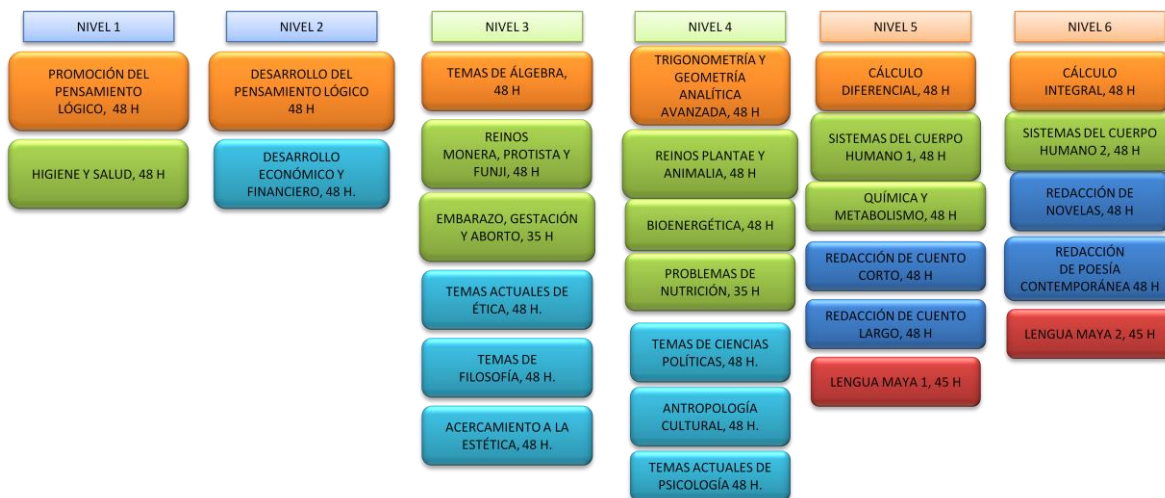 NIVEL 1
PROMOCIÓN DEL
PENSAMIENTO
LÓGICO, 48 H
HIGIENE Y SALUD, 48 H
NIVEL 2
DESARROLLO DEL
PENSAMIENTO LÓGICO
48 H
DESARROLLO
ECONÓMICO Y
FINANCIERO, 48 H.
NIVEL 3
TEMAS DE ÁLGEBRA,
48 H
REINOS
MONERA, PROTISTA Y
FUNJI, 48 H
EMBARAZO, GESTACIÓN
Y ABORTO, 35 H
TEMAS ACTUALES DE
ÉTICA, 48 H.
TEMAS DE
FILOSOFÍA, 48 H.
ACERCAMIENTO A LA
ESTÉTICA, 48 H.
NIVEL 4
TRIGONOMETRÍA Y
GEOMETRÍA
ANALÍTICA
AVANZADA, 48 H
REINOS PLANTAE Y
ANIMALIA, 48 H
BIOENERGÉTICA, 48 H
PROBLEMAS DE
NUTRICIÓN, 35 H
TEMAS DE CIENCIAS
POLÍTICAS, 48 H.
ANTROPOLOGÍA
CULTURAL, 48 H.
TEMAS ACTUALES DE
PSICOLOGÍA 48 H.
NIVEL 5
CÁLCULO
DIFERENCIAL, 48 H
SISTEMAS DEL CUERPO
HUMANO 1, 48 H
QUÍMICA Y
METABOLISMO, 48 H
REDACCIÓN DE CUENTO
CORTO, 48 H
REDACCIÓN DE CUENTO
LARGO, 48 H
LENGUA MAYA 1, 45 H
NIVEL 6
CÁLCULO
INTEGRAL, 48 H
SISTEMAS DEL CUERPO
HUMANO 2, 48 H
REDACCIÓN DE
NOVELAS, 48 H
REDACCIÓN
DE POESÍA
CONTEMPORÁNEA 48 H
LENGUA MAYA 2, 45 H